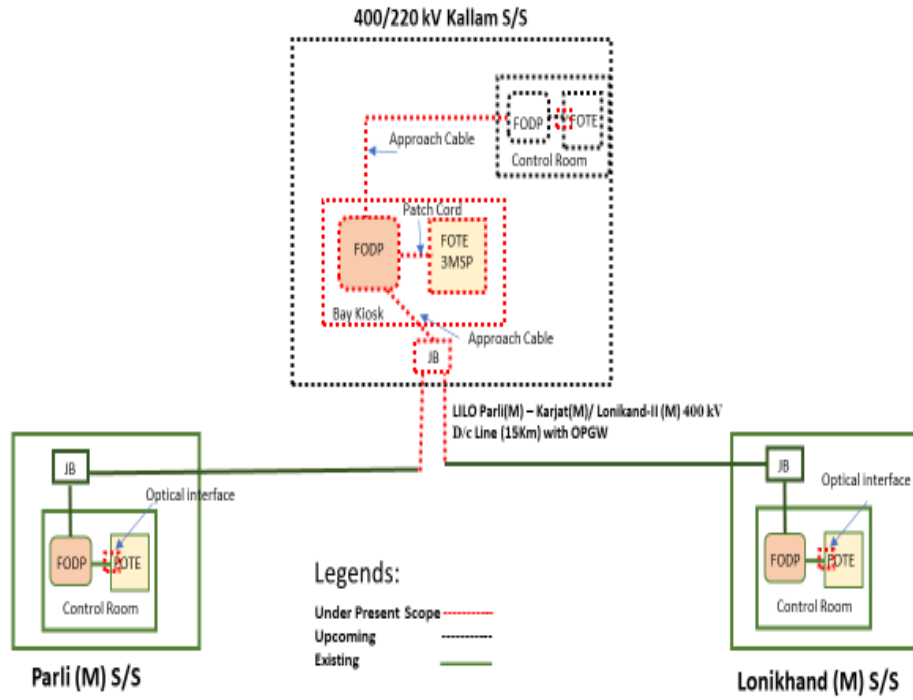 400/220 kV Kallam S/S
FODP
FOTE
Control Room
Approach Cable
Patch Cord
FODP
FOTE
3MSP
Bay Kiosk
Approach Cable
JB
LILO Parli(M) – Karjat(M)/ Lonikand-II (M) 400 kV
D/c Line (15Km) with OPGW
JB
Optical interface
FODP
FOTE
Control Room
Parli (M) S/S
JB
Optical interface
FODP
FOTE
Control Room
Lonikhand (M) S/S
Legends:
Under Present Scope
Upcoming
Existing